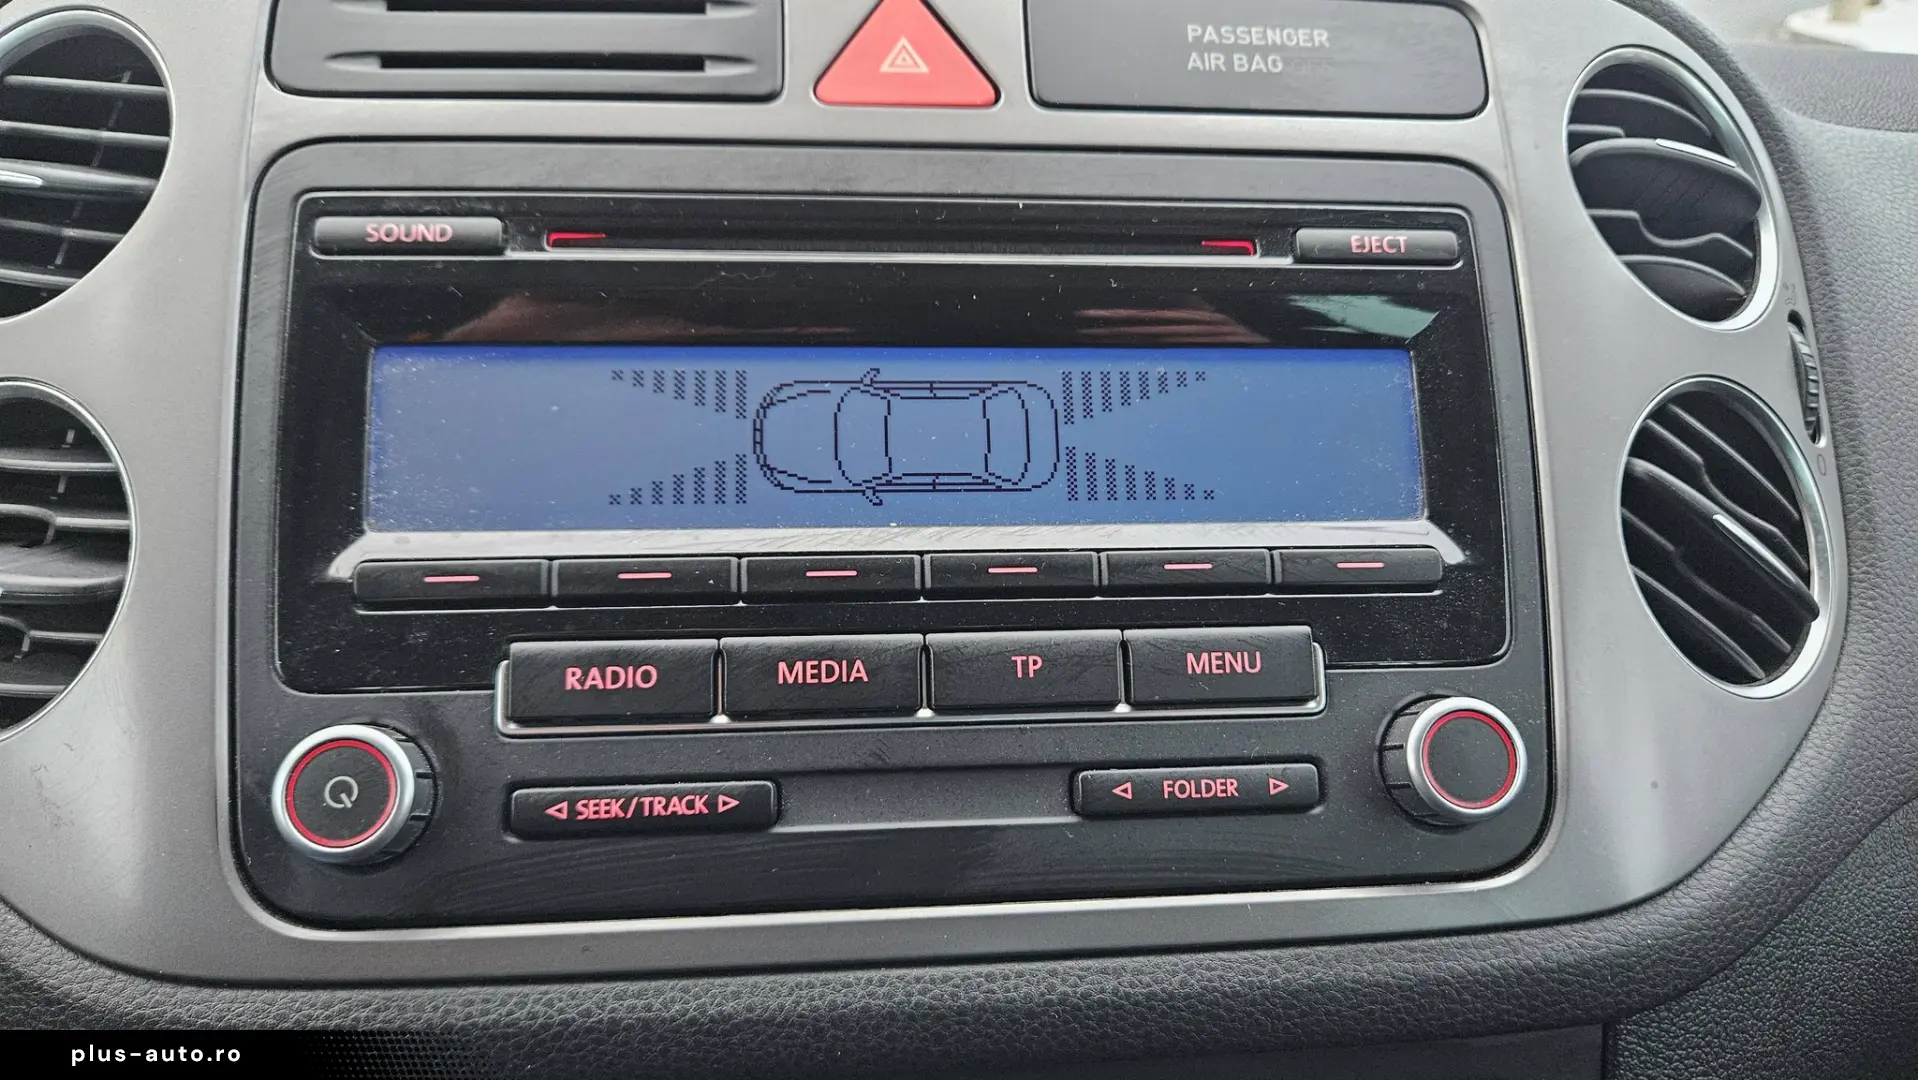 PASSENGER
AIR BAG
SOUND
EJECT
RADIO
MEDIA
TP
MENU
SEEK/TRACK
FOLDER
plus-auto.ro